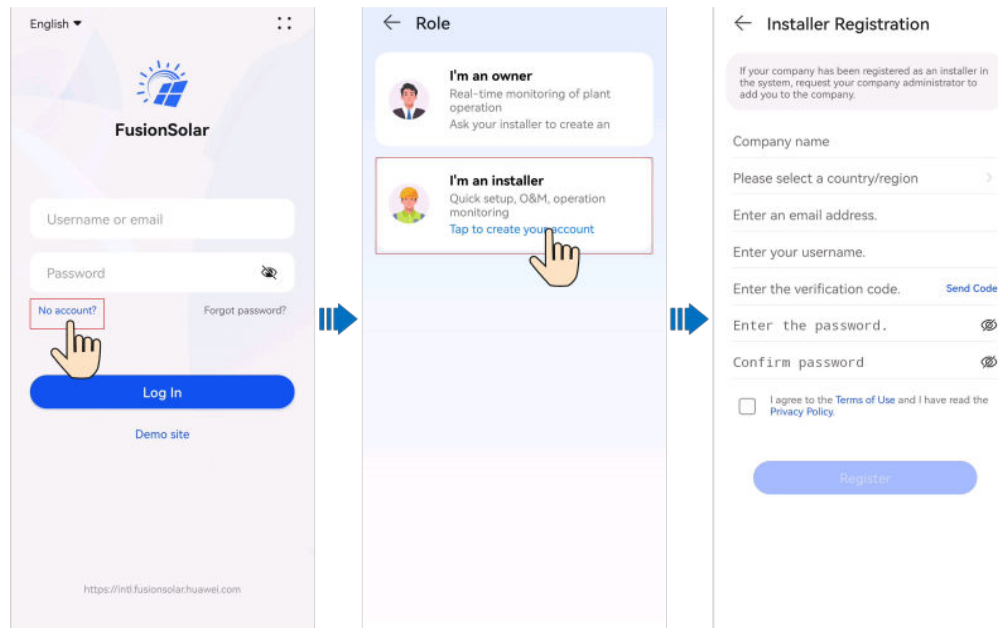 English
FusionSolar
Username or email
Password
No account?
Forgot password?
Log In
Demo site
https://intl.fusionsolar.huawei.com
Role
I'm an owner
Real-time monitoring of plant
operation
Ask your installer to create an
I'm an installer
Quick setup, O&M, operation
monitoring
Tap to create your account
Installer Registration
If your company has been registered as an installer in
the system, request your company administrator to
add you to the company.
Company name
Please select a country/region
Enter an email address.
Enter your username.
Enter the verification code.
Send Code
Enter the password.
Confirm password
I agree to the Terms of Use and I have read the
Privacy Policy.
Register